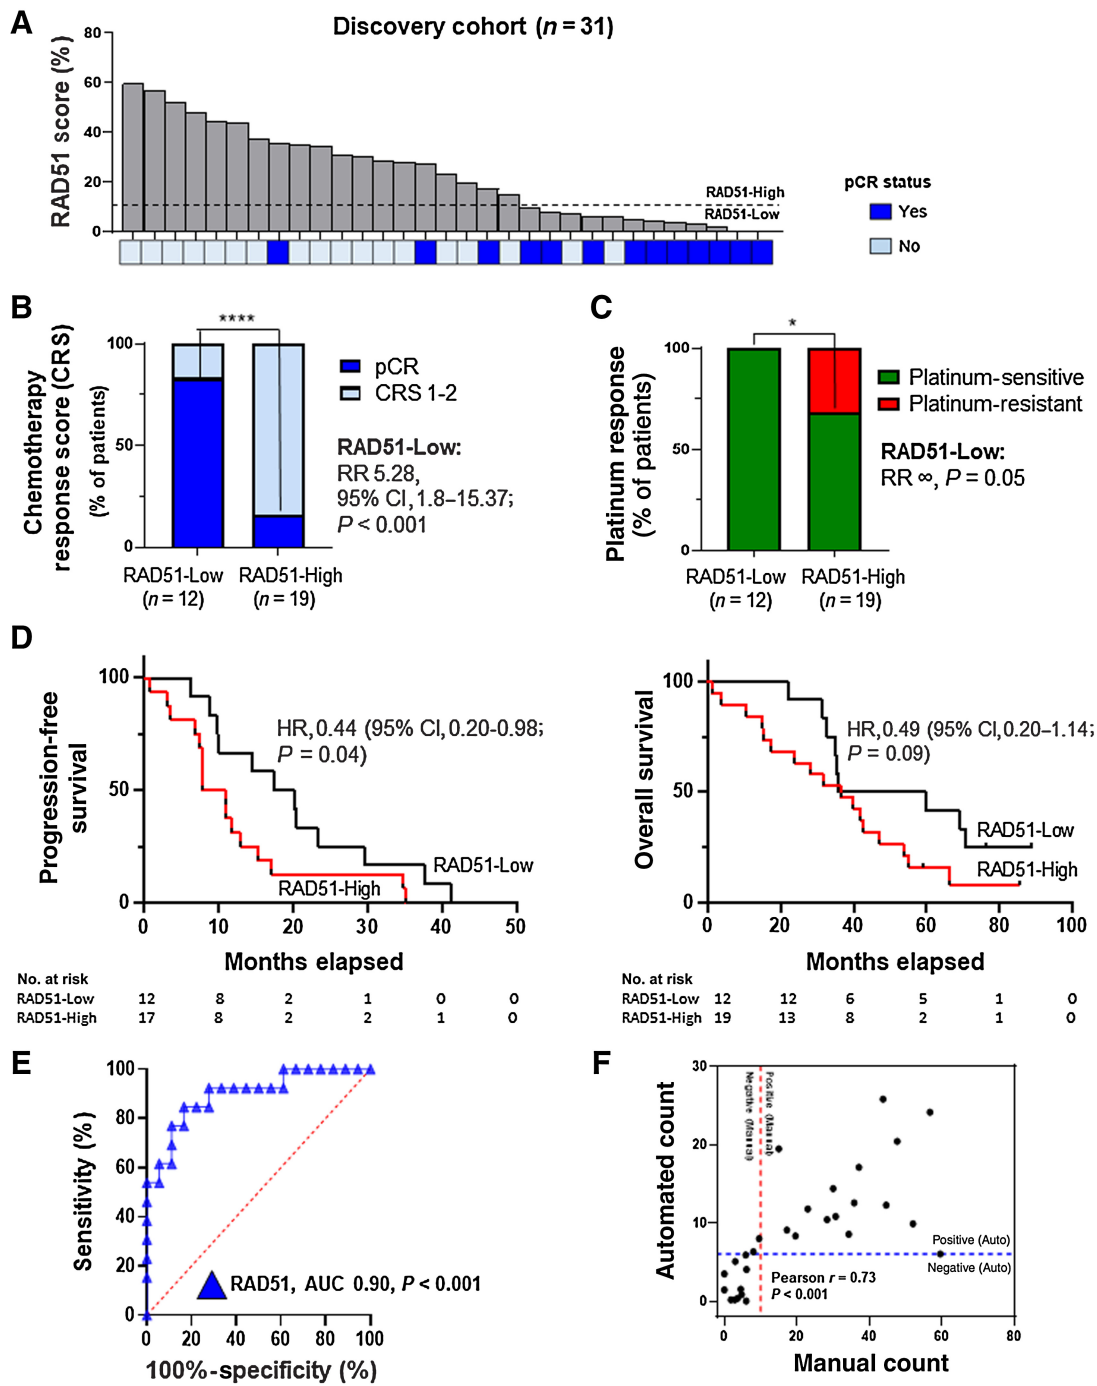 A
Discovery cohort (n = 31)
RAD51 score (%)
80
60
40
20
0
RAD51-High
RAD51-Low
pCR status
Yes
No
B
Chemotherapy
response score (CRS)
(% of patients)
100
50
0
****
pCR
CRS 1-2
RAD51-Low:
RR 5.28,
95% CI, 1.8–15.37;
P < 0.001
RAD51-Low
(n = 12)
RAD51-High
(n = 19)
C
Platinum response
(% of patients)
100
50
0
*
Platinum-sensitive
Platinum-resistant
RAD51-Low:
RR ∞, P = 0.05
RAD51-Low
(n = 12)
RAD51-High
(n = 19)
D
Progression-free
survival
100
50
0
HR, 0.44 (95% CI, 0.20-0.98;
P = 0.04)
RAD51-Low
RAD51-High
0 10 20 30 40 50
Months elapsed
No. at risk
RAD51-Low 12 8 2 1 0 0
RAD51-High 17 8 2 2 1 0
Overall survival
100
50
0
HR, 0.49 (95% CI, 0.20–1.14;
P = 0.09)
RAD51-Low
RAD51-High
0 20 40 60 80 100
Months elapsed
No. at risk
RAD51-Low 12 12 6 5 1 0
RAD51-High 19 13 8 2 1 0
E
Sensitivity (%)
100
80
60
40
20
0
RAD51, AUC 0.90, P < 0.001
0 20 40 60 80 100
100%-specificity (%)
F
Automated count
30
20
10
0
Negative (Manual)
Positive (Manual)
Positive (Auto)
Negative (Auto)
Pearson r = 0.73
P < 0.001
0 20 40 60 80
Manual count